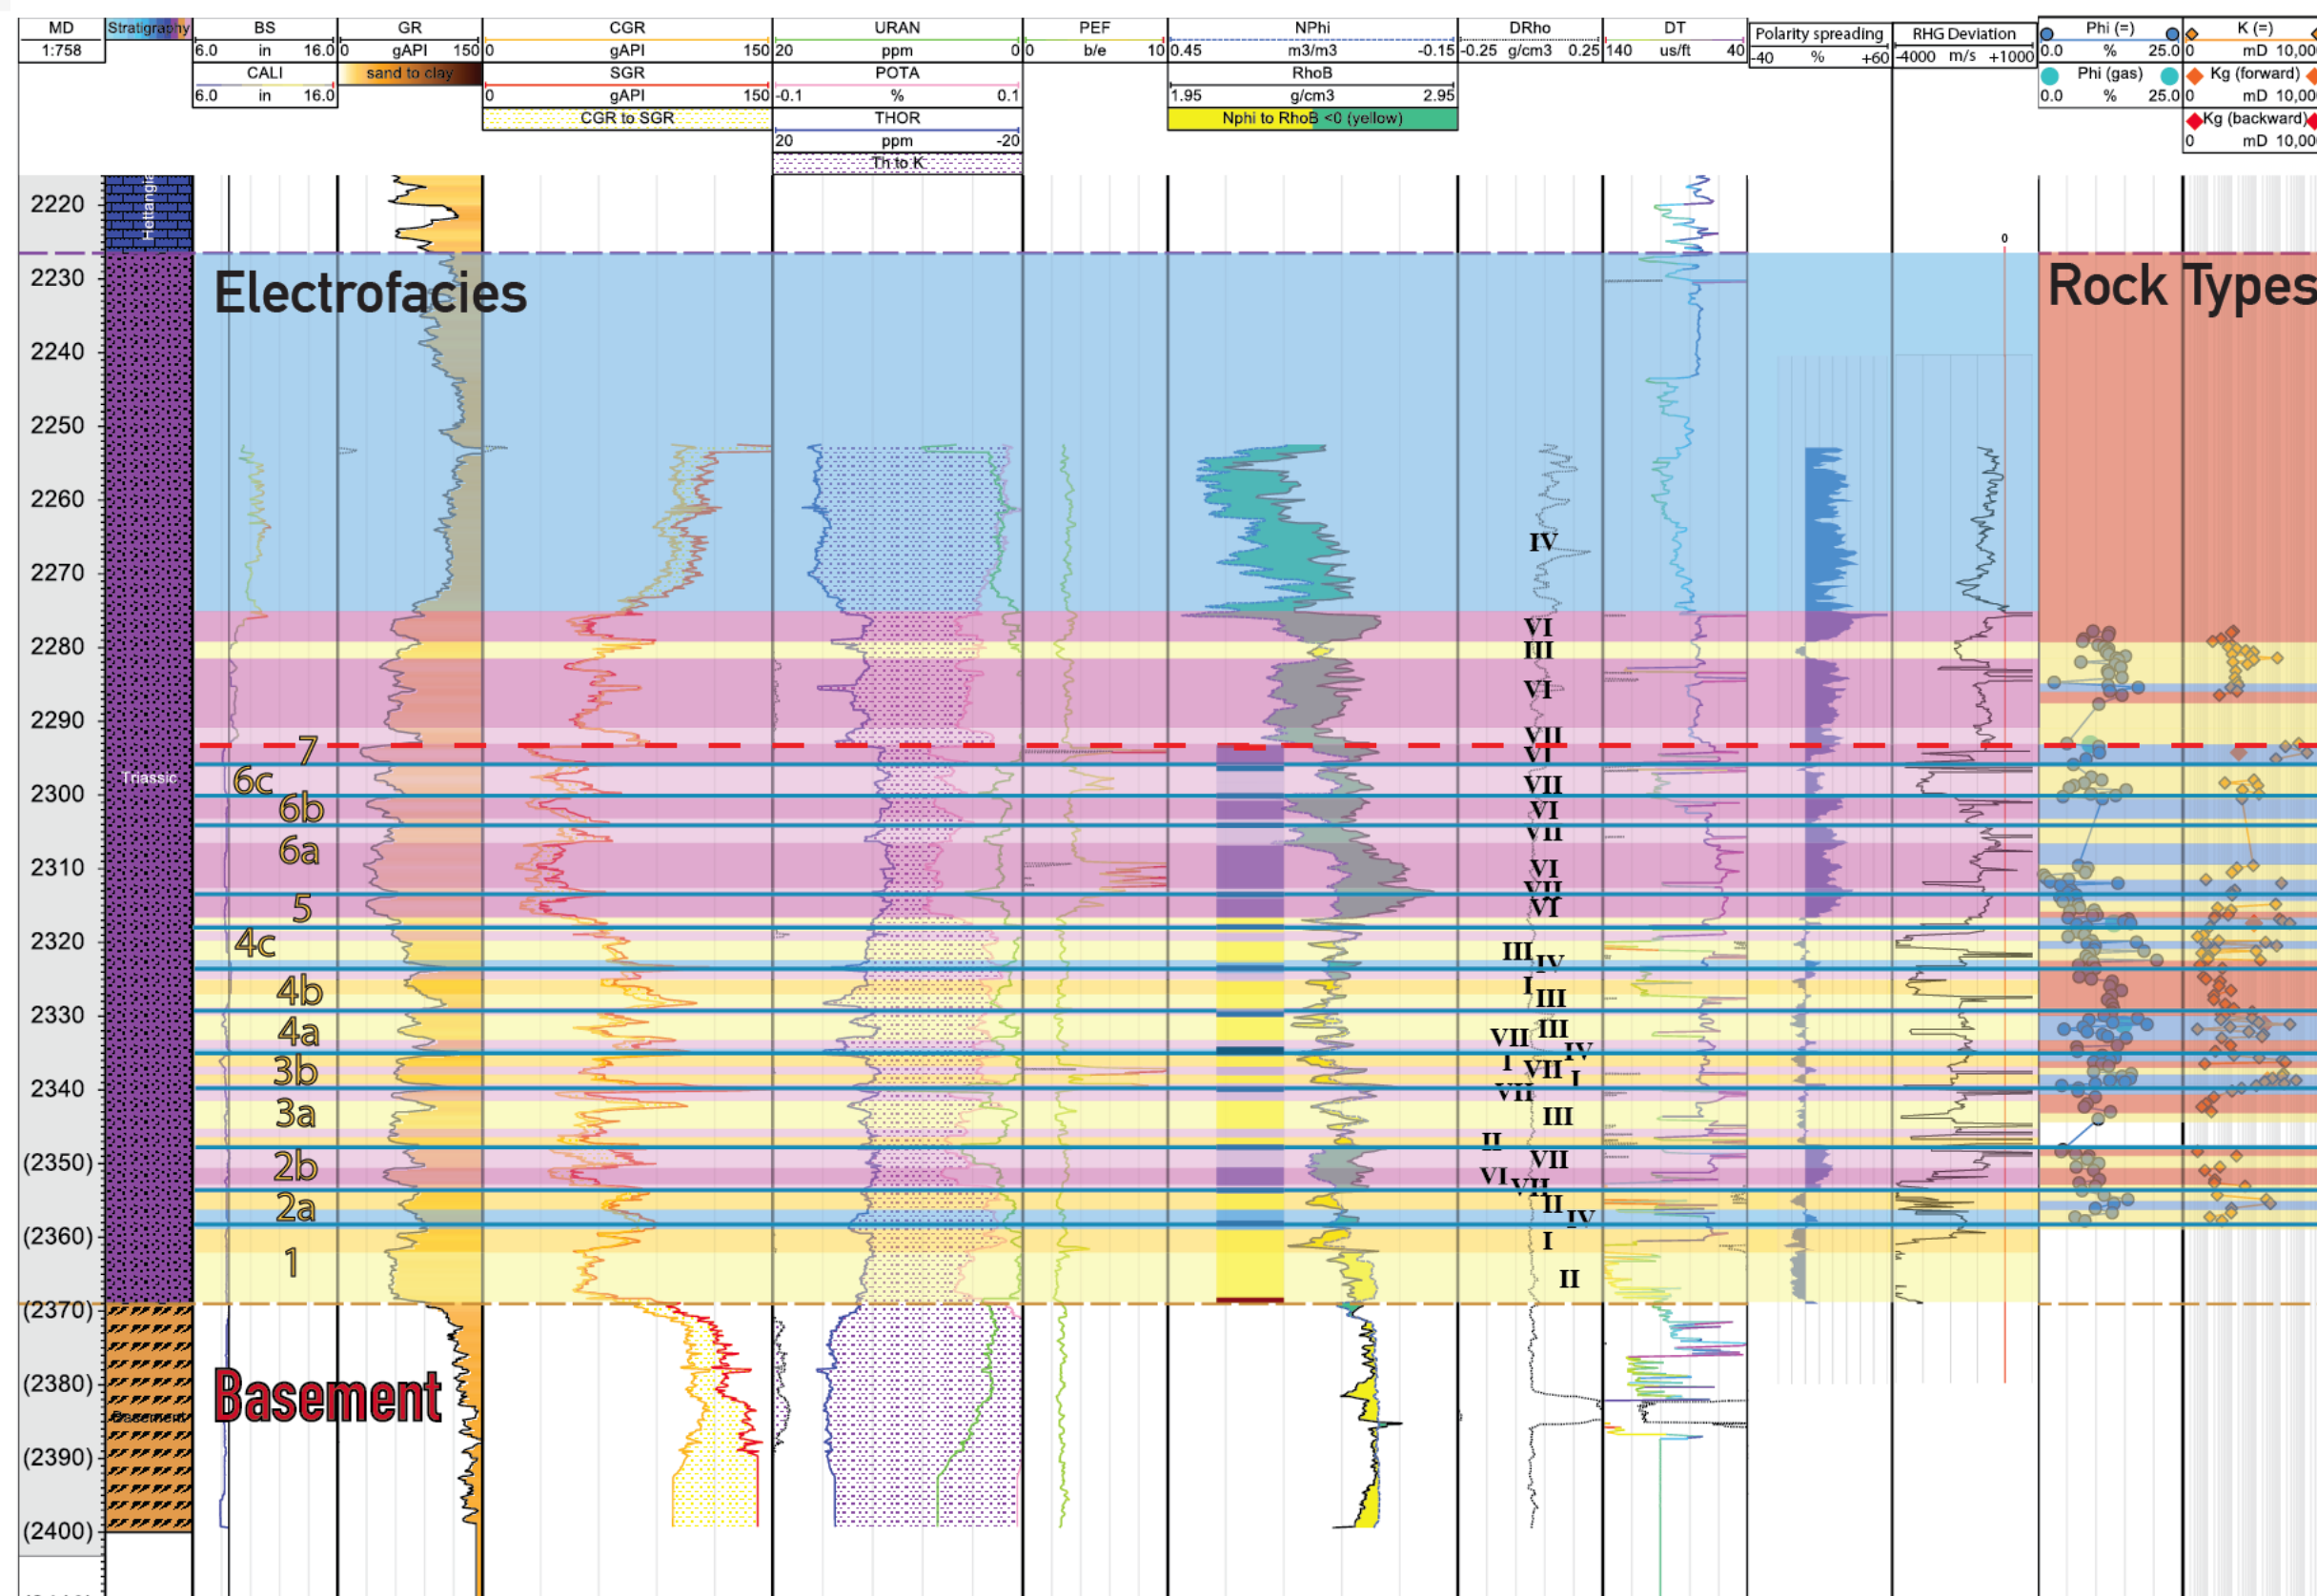 MD Stratigraphy BS GR CGR URAN PEF NPhi DRho DT Polarity spreading RHG Deviation Phi (=) K (=)
1:758 6.0 in 16.0 0 gAPI 150 0 gAPI 150 20 ppm 0 0 b/e 10 0.45 m3/m3 -0.15 -0.25 g/cm3 0.25 140 us/ft 40 -40 % +60 -4000 m/s +1000 0.0 % 25.0 0 mD 10,00
CALI sand to clay SGR POTA RhoB Phi (gas) Kg (forward)
6.0 in 16.0 0 gAPI 150 -0.1 % 0.1 1.95 g/cm3 2.95 0.0 % 25.0 0 mD 10,00
CGR to SGR THOR Nphi to RhoB <0 (yellow) Kg (backward)
20 ppm -20 0 mD 10,00
Th to K
Hettangia
2220
0
2230
Electrofacies Rock Types
2240
2250
2260
IV
2270
VI
2280 III
VI
2290
VII
7 VI
Triassic
6c VII
2300
6b VI
VII
6a
2310 VI
VII
5 VI
2320
4c III
IV
4b I
III
2330
4a III
VII
IV
3b I VII I
2340
VII
3a III
II
(2350) VII
2b VI
VII
2a II
IV
(2360) I
1 II
(2370)
(2380)
Basement
Basement
(2390)
(2400)